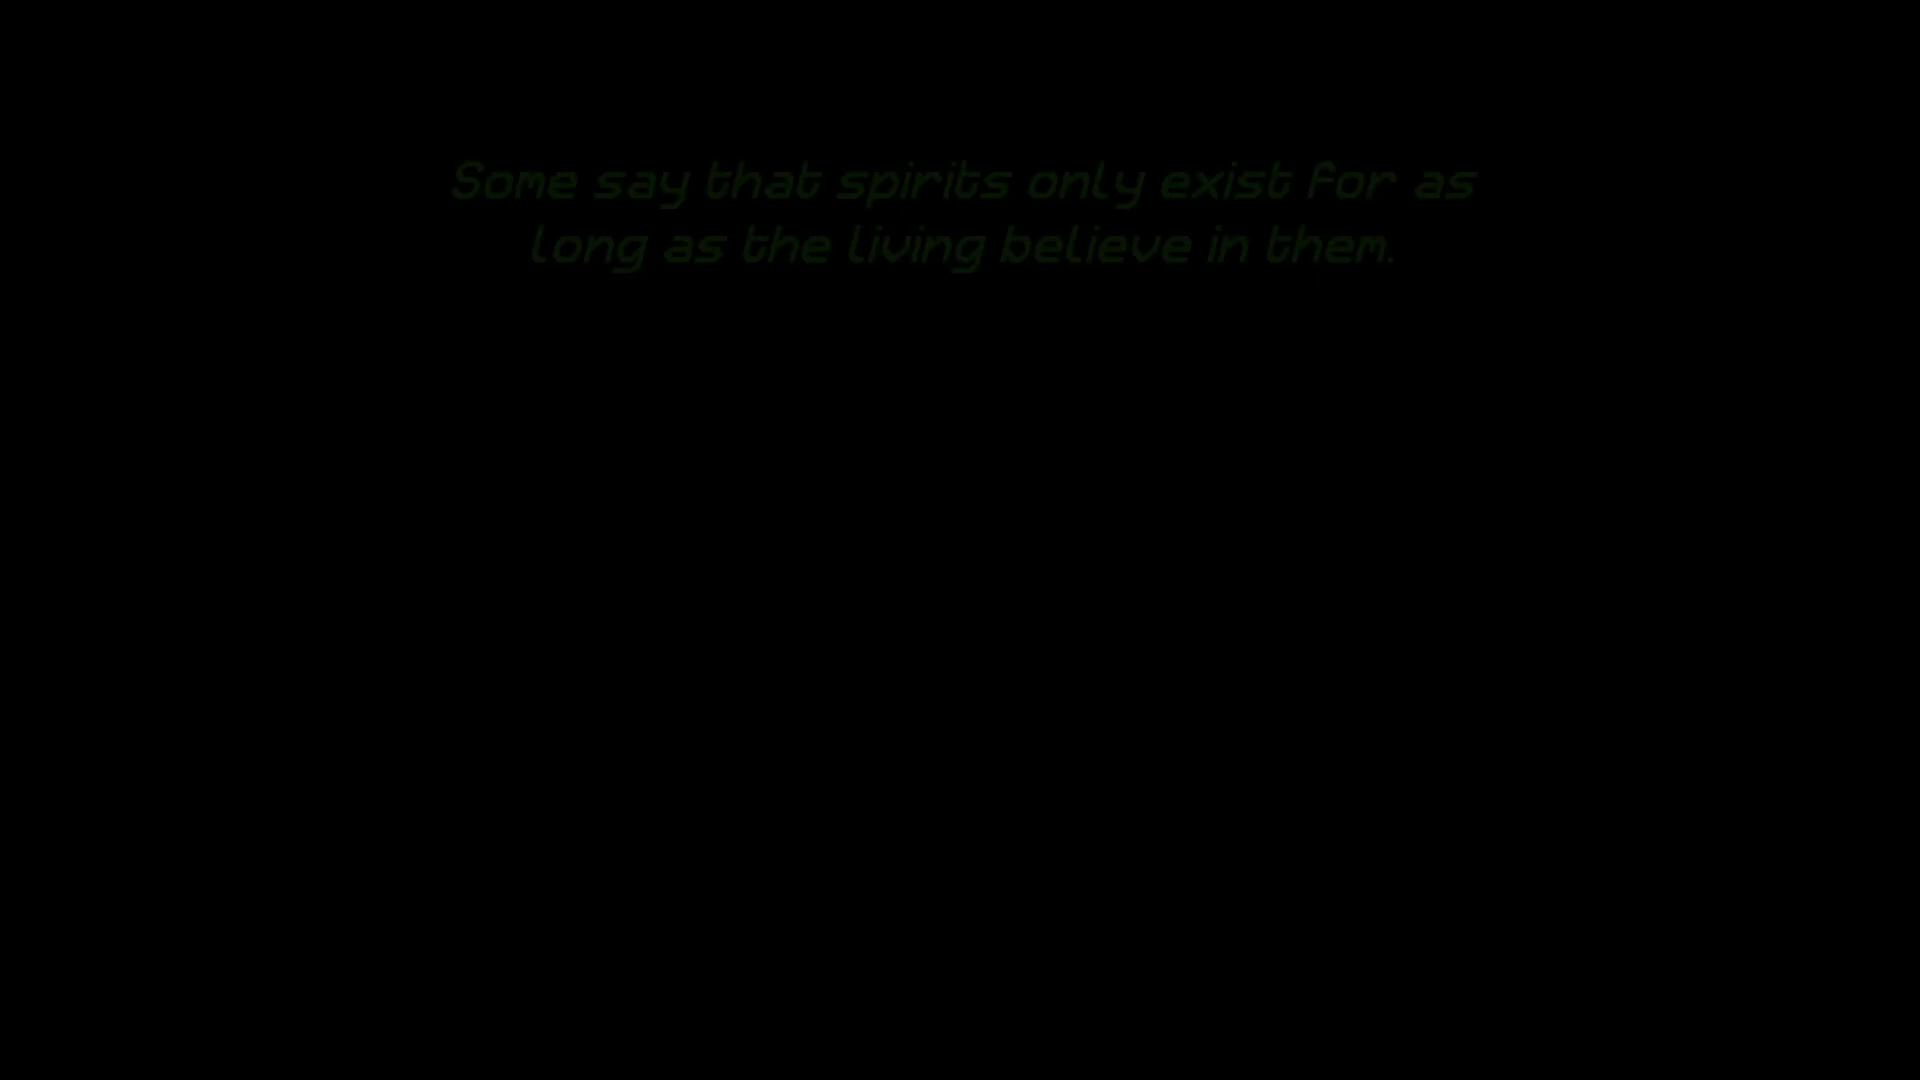 Some say that spirits only exist for as
long as the living believe in them.